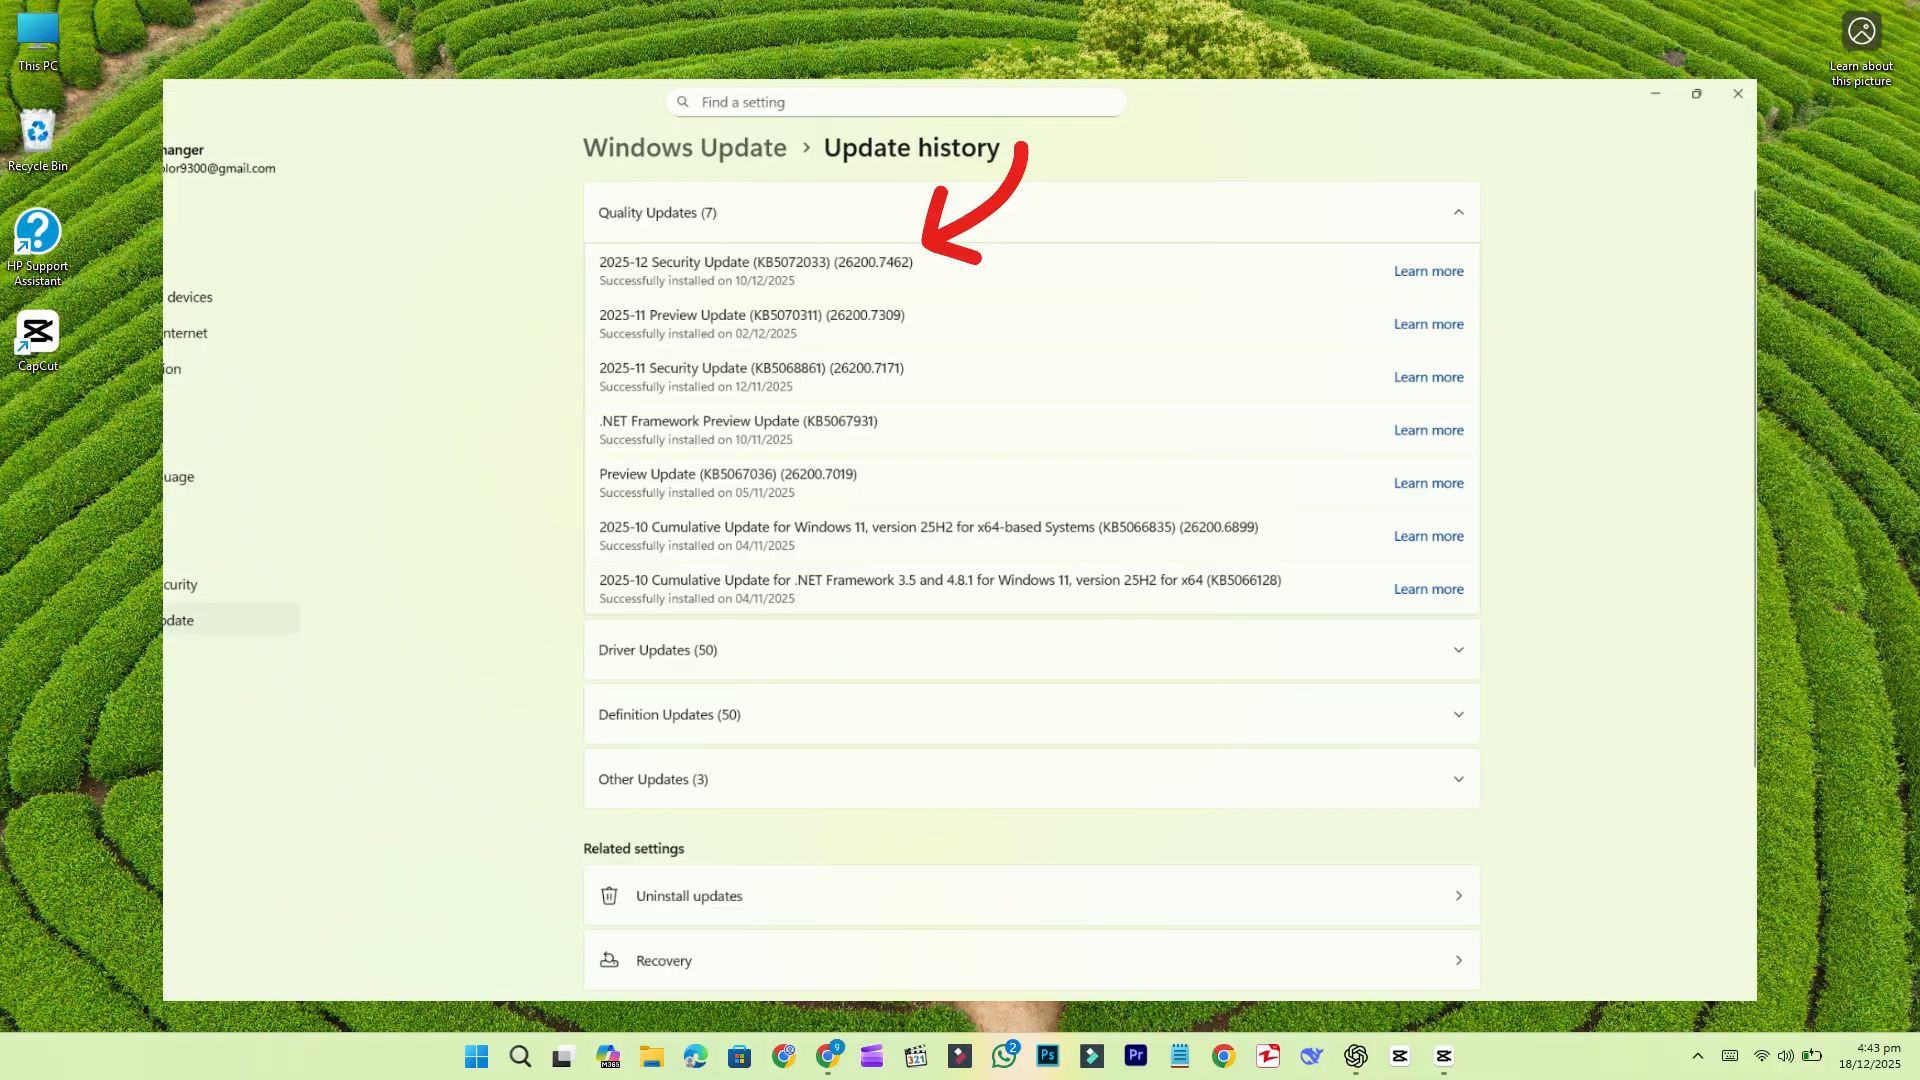 This PC
Recycle Bin
HP Support
Assistant
CapCut
Learn about
this picture
Find a setting
Windows Update > Update history
hanger
olor9300@gmail.com
devices
nternet
ion
uage
curity
pdate
Quality Updates (7)
2025-12 Security Update (KB5072033) (26200.7462)
Successfully installed on 10/12/2025
Learn more
2025-11 Preview Update (KB5070311) (26200.7309)
Successfully installed on 02/12/2025
Learn more
2025-11 Security Update (KB5068861) (26200.7171)
Successfully installed on 12/11/2025
Learn more
.NET Framework Preview Update (KB5067931)
Successfully installed on 10/11/2025
Learn more
Preview Update (KB5067036) (26200.7019)
Successfully installed on 05/11/2025
Learn more
2025-10 Cumulative Update for Windows 11, version 25H2 for x64-based Systems (KB5066835) (26200.6899)
Successfully installed on 04/11/2025
Learn more
2025-10 Cumulative Update for .NET Framework 3.5 and 4.8.1 for Windows 11, version 25H2 for x64 (KB5066128)
Successfully installed on 04/11/2025
Learn more
Driver Updates (50)
Definition Updates (50)
Other Updates (3)
Related settings
Uninstall updates
Recovery
M365
9
321
2
Ps
Pr
4:43 pm
18/12/2025